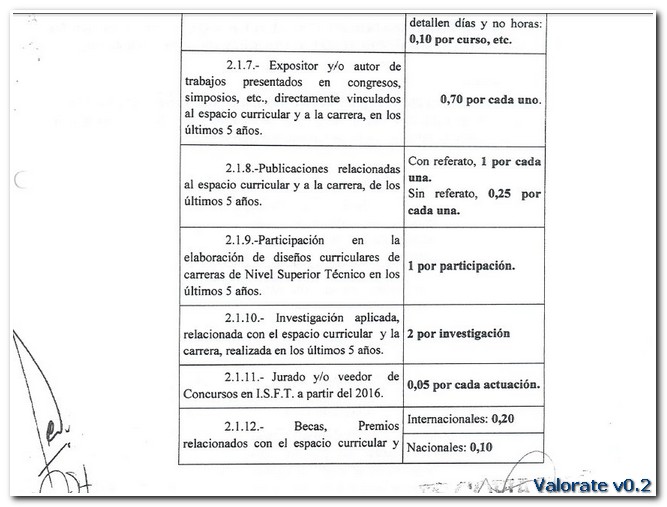 detallen días y no horas:
0,10 por curso, etc.
2.1.7.- Expositor y/o autor de
trabajos presentados en congresos,
simposios, etc., directamente vinculados
al espacio curricular y a la carrera, en los
últimos 5 años.
0,70 por cada uno.
2.1.8.-Publicaciones relacionadas
al espacio curricular y a la carrera, de los
últimos 5 años.
Con referato, 1 por cada
una.
Sin referato, 0,25 por
cada una.
2.1.9.-Participación en la
elaboración de diseños curriculares de
carreras de Nivel Superior Técnico en los
últimos 5 años.
1 por participación.
2.1.10.- Investigación aplicada,
relacionada con el espacio curricular y la
carrera, realizada en los últimos 5 años.
2 por investigación
2.1.11.- Jurado y/o veedor de
Concursos en I.S.F.T. a partir del 2016.
0,05 por cada actuación.
2.1.12.- Becas, Premios
relacionados con el espacio curricular y
Internacionales: 0,20
Nacionales: 0,10
Valorate v0.2